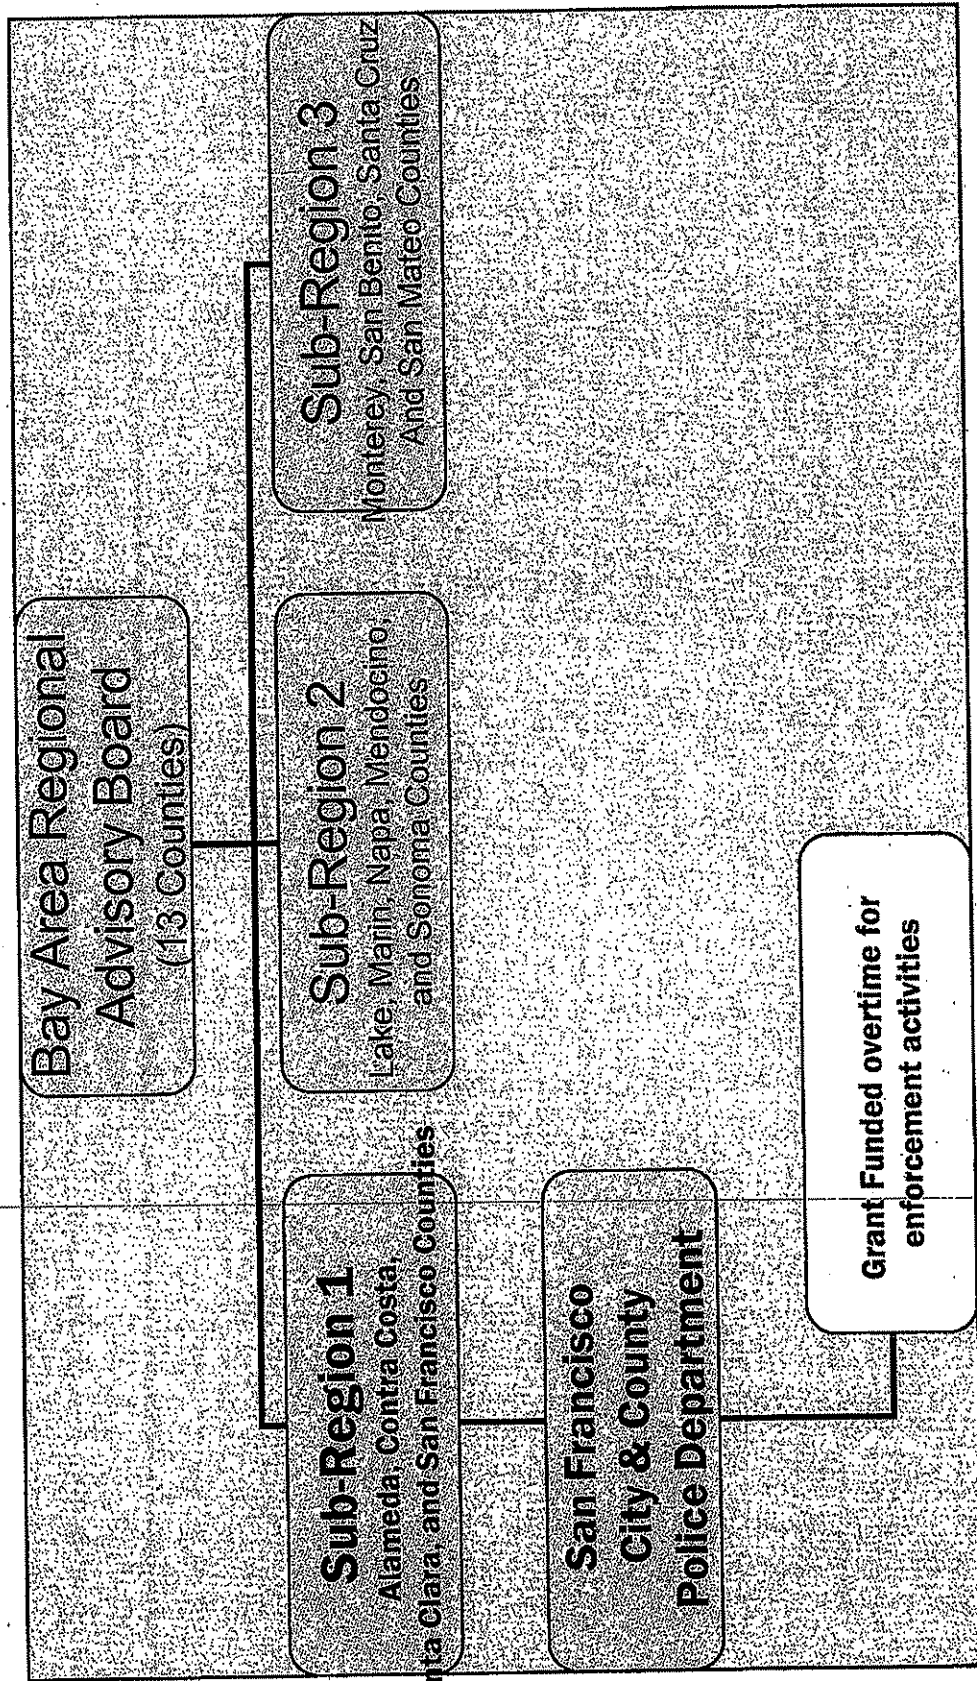 Bay Area Regional
Advisory Board
(13 Counties)
Sub-Region 1
Alameda, Contra Costa,
nta Clara, and San Francisco Counties
Sub-Region 2
Lake, Marin, Napa, Mendocino,
and Sonoma Counties
Sub-Region 3
Monterey, San Benito, Santa Cruz
And San Mateo Counties
San Francisco
City & County
Police Department
Grant Funded overtime for
enforcement activities